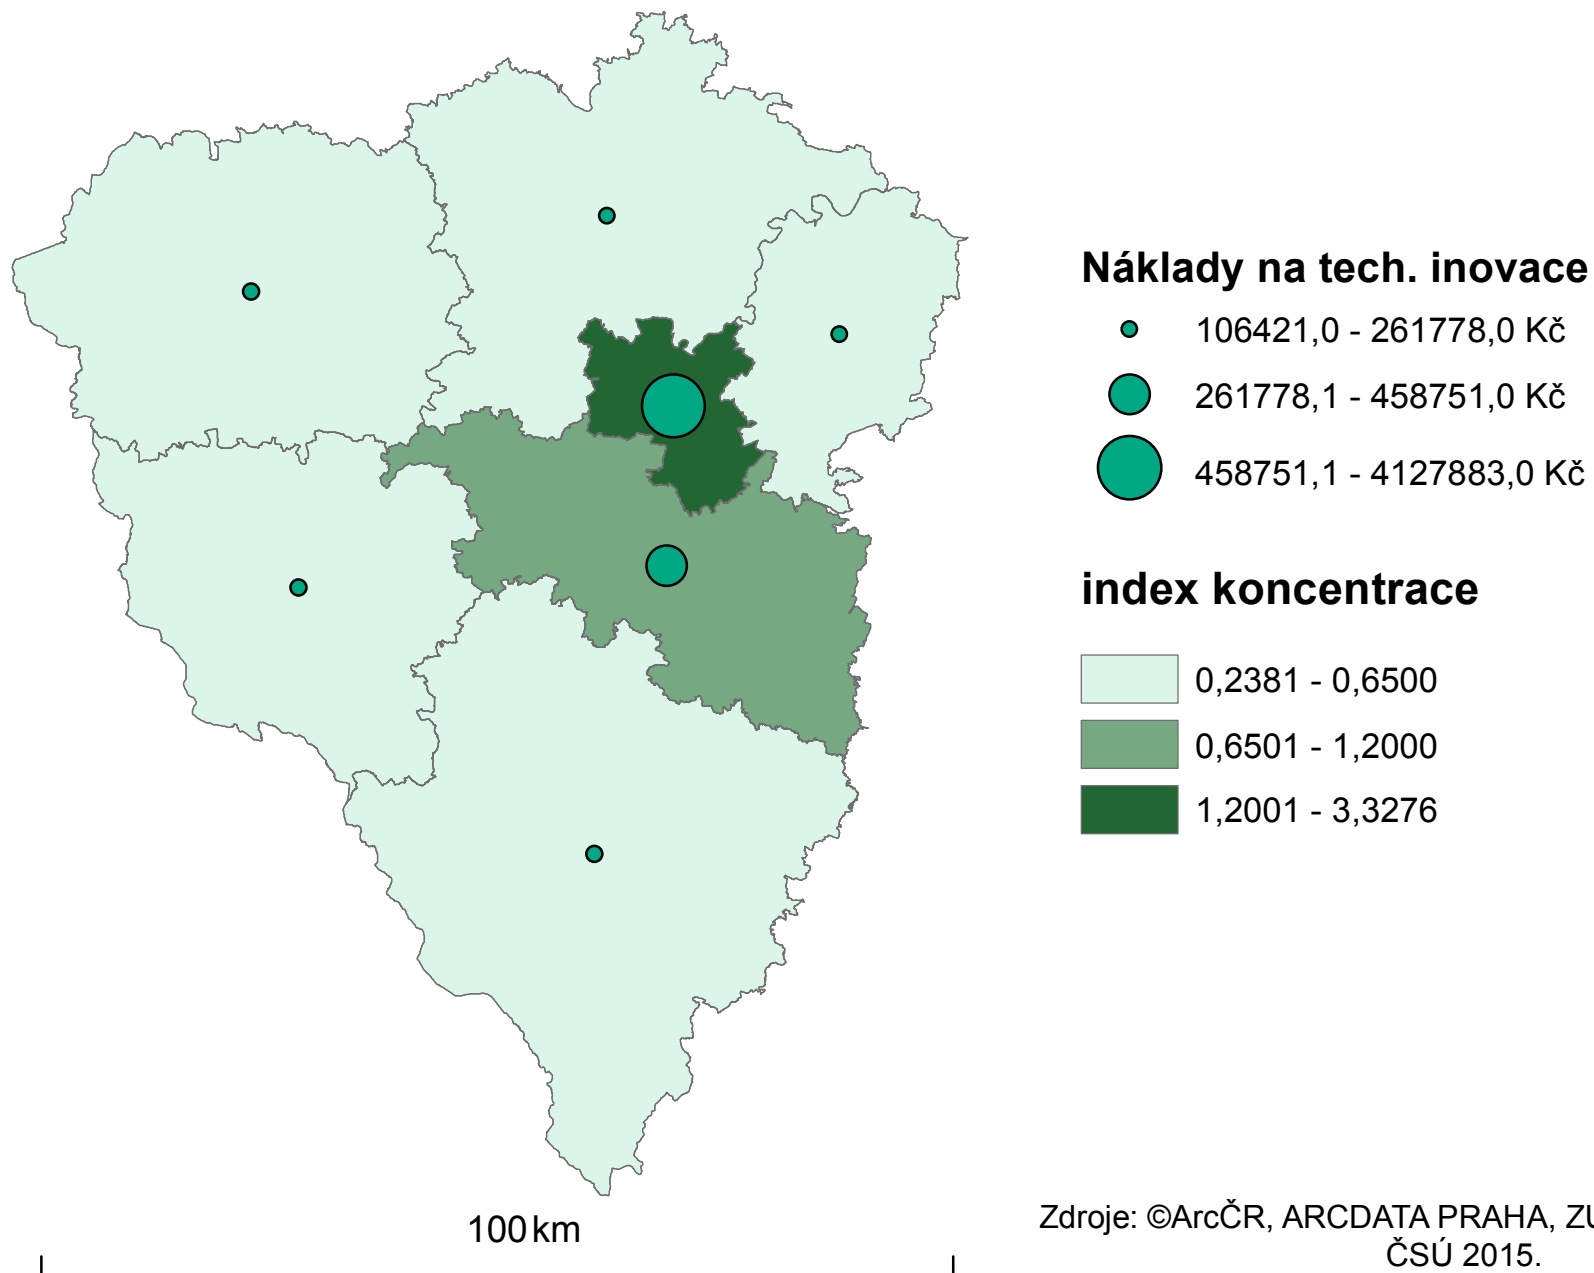 Náklady na tech. inovace
106421,0 - 261778,0 Kč
261778,1 - 458751,0 Kč
458751,1 - 4127883,0 Kč
index koncentrace
0,2381 - 0,6500
0,6501 - 1,2000
1,2001 - 3,3276
100 km
Zdroje: ©ArcČR, ARCDATA PRAHA,
ČSÚ 2015.